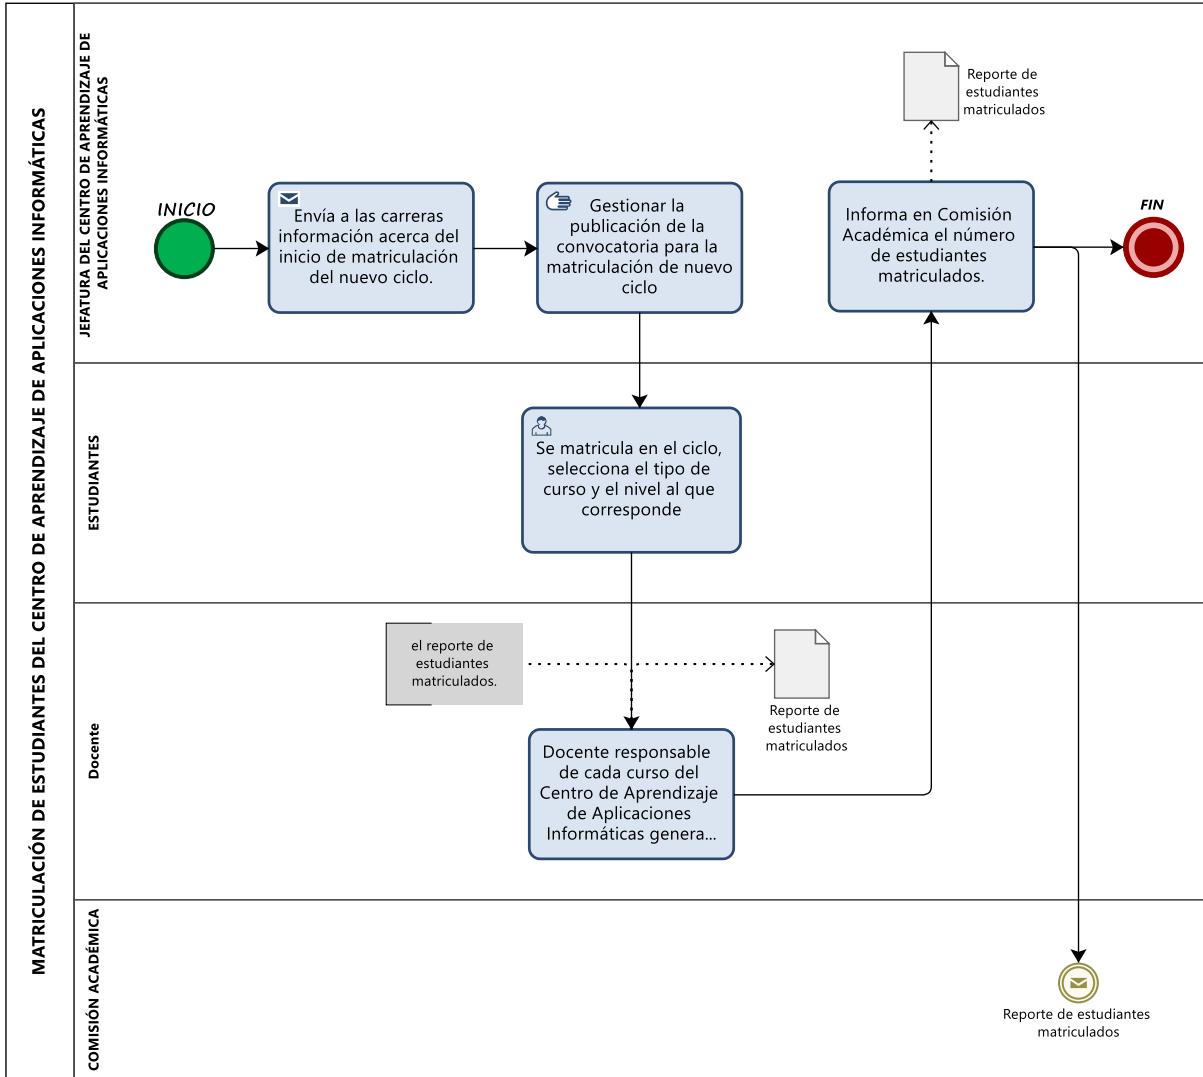 MATRICULACIÓN DE ESTUDIANTES DEL CENTRO DE APRENDIZAJE DE APLICACIONES INFORMÁTICAS
JEFATURA DEL CENTRO DE APRENDIZAJE DE
APLICACIONES INFORMÁTICAS
INICIO
Envía a las carreras
información acerca del
inicio de matriculación
del nuevo ciclo.
Gestionar la
publicación de la
convocatoria para la
matriculación de nuevo
ciclo
Informa en Comisión
Académica el número
de estudiantes
matriculados.
Reporte de
estudiantes
matriculados
FIN
ESTUDIANTES
Se matricula en el ciclo,
selecciona el tipo de
curso y el nivel al que
corresponde
Docente
el reporte de
estudiantes
matriculados.
Reporte de
estudiantes
matriculados
Docente responsable
de cada curso del
Centro de Aprendizaje
de Aplicaciones
Informáticas genera...
COMISIÓN ACADÉMICA
Reporte de estudiantes
matriculados